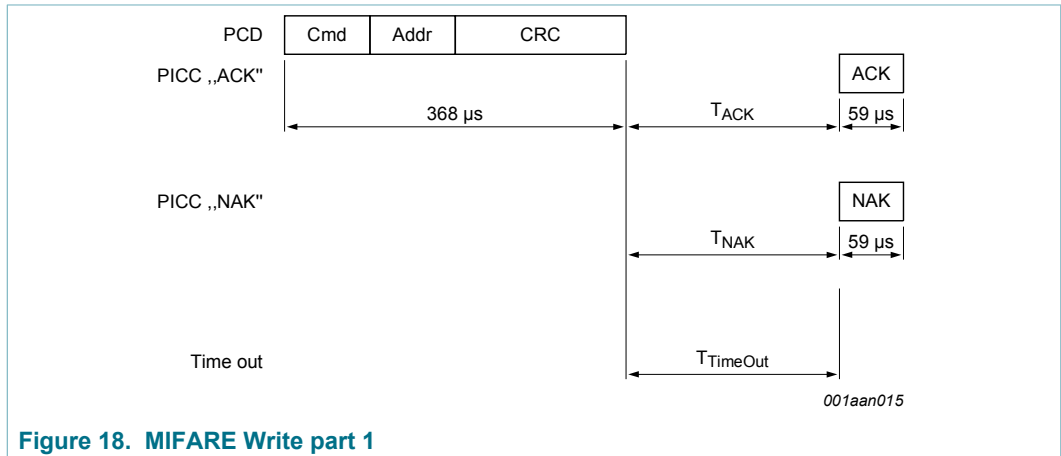 PCD Cmd Addr CRC
PICC ,,ACK" ACK
368 µs TACK 59 µs
PICC ,,NAK" NAK
TNAK 59 µs
Time out TTimeOut
001aan015
Figure 18. MIFARE Write part 1